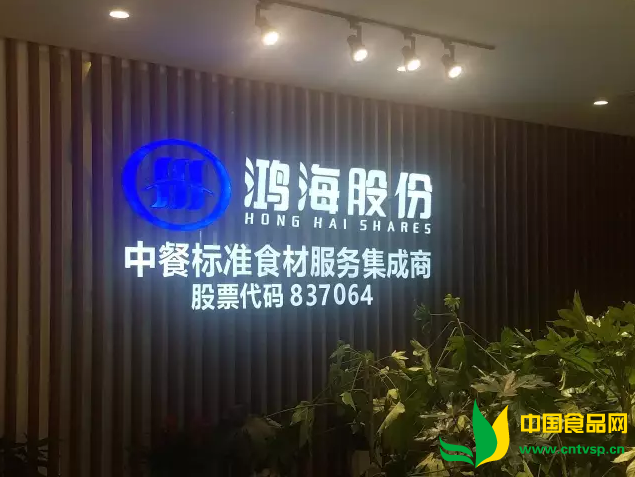 鸿海股份
HONG HAI SHARES
中餐标准食材服务集成商
股票代码 837064
中国食品网
www.cntvsp.cn